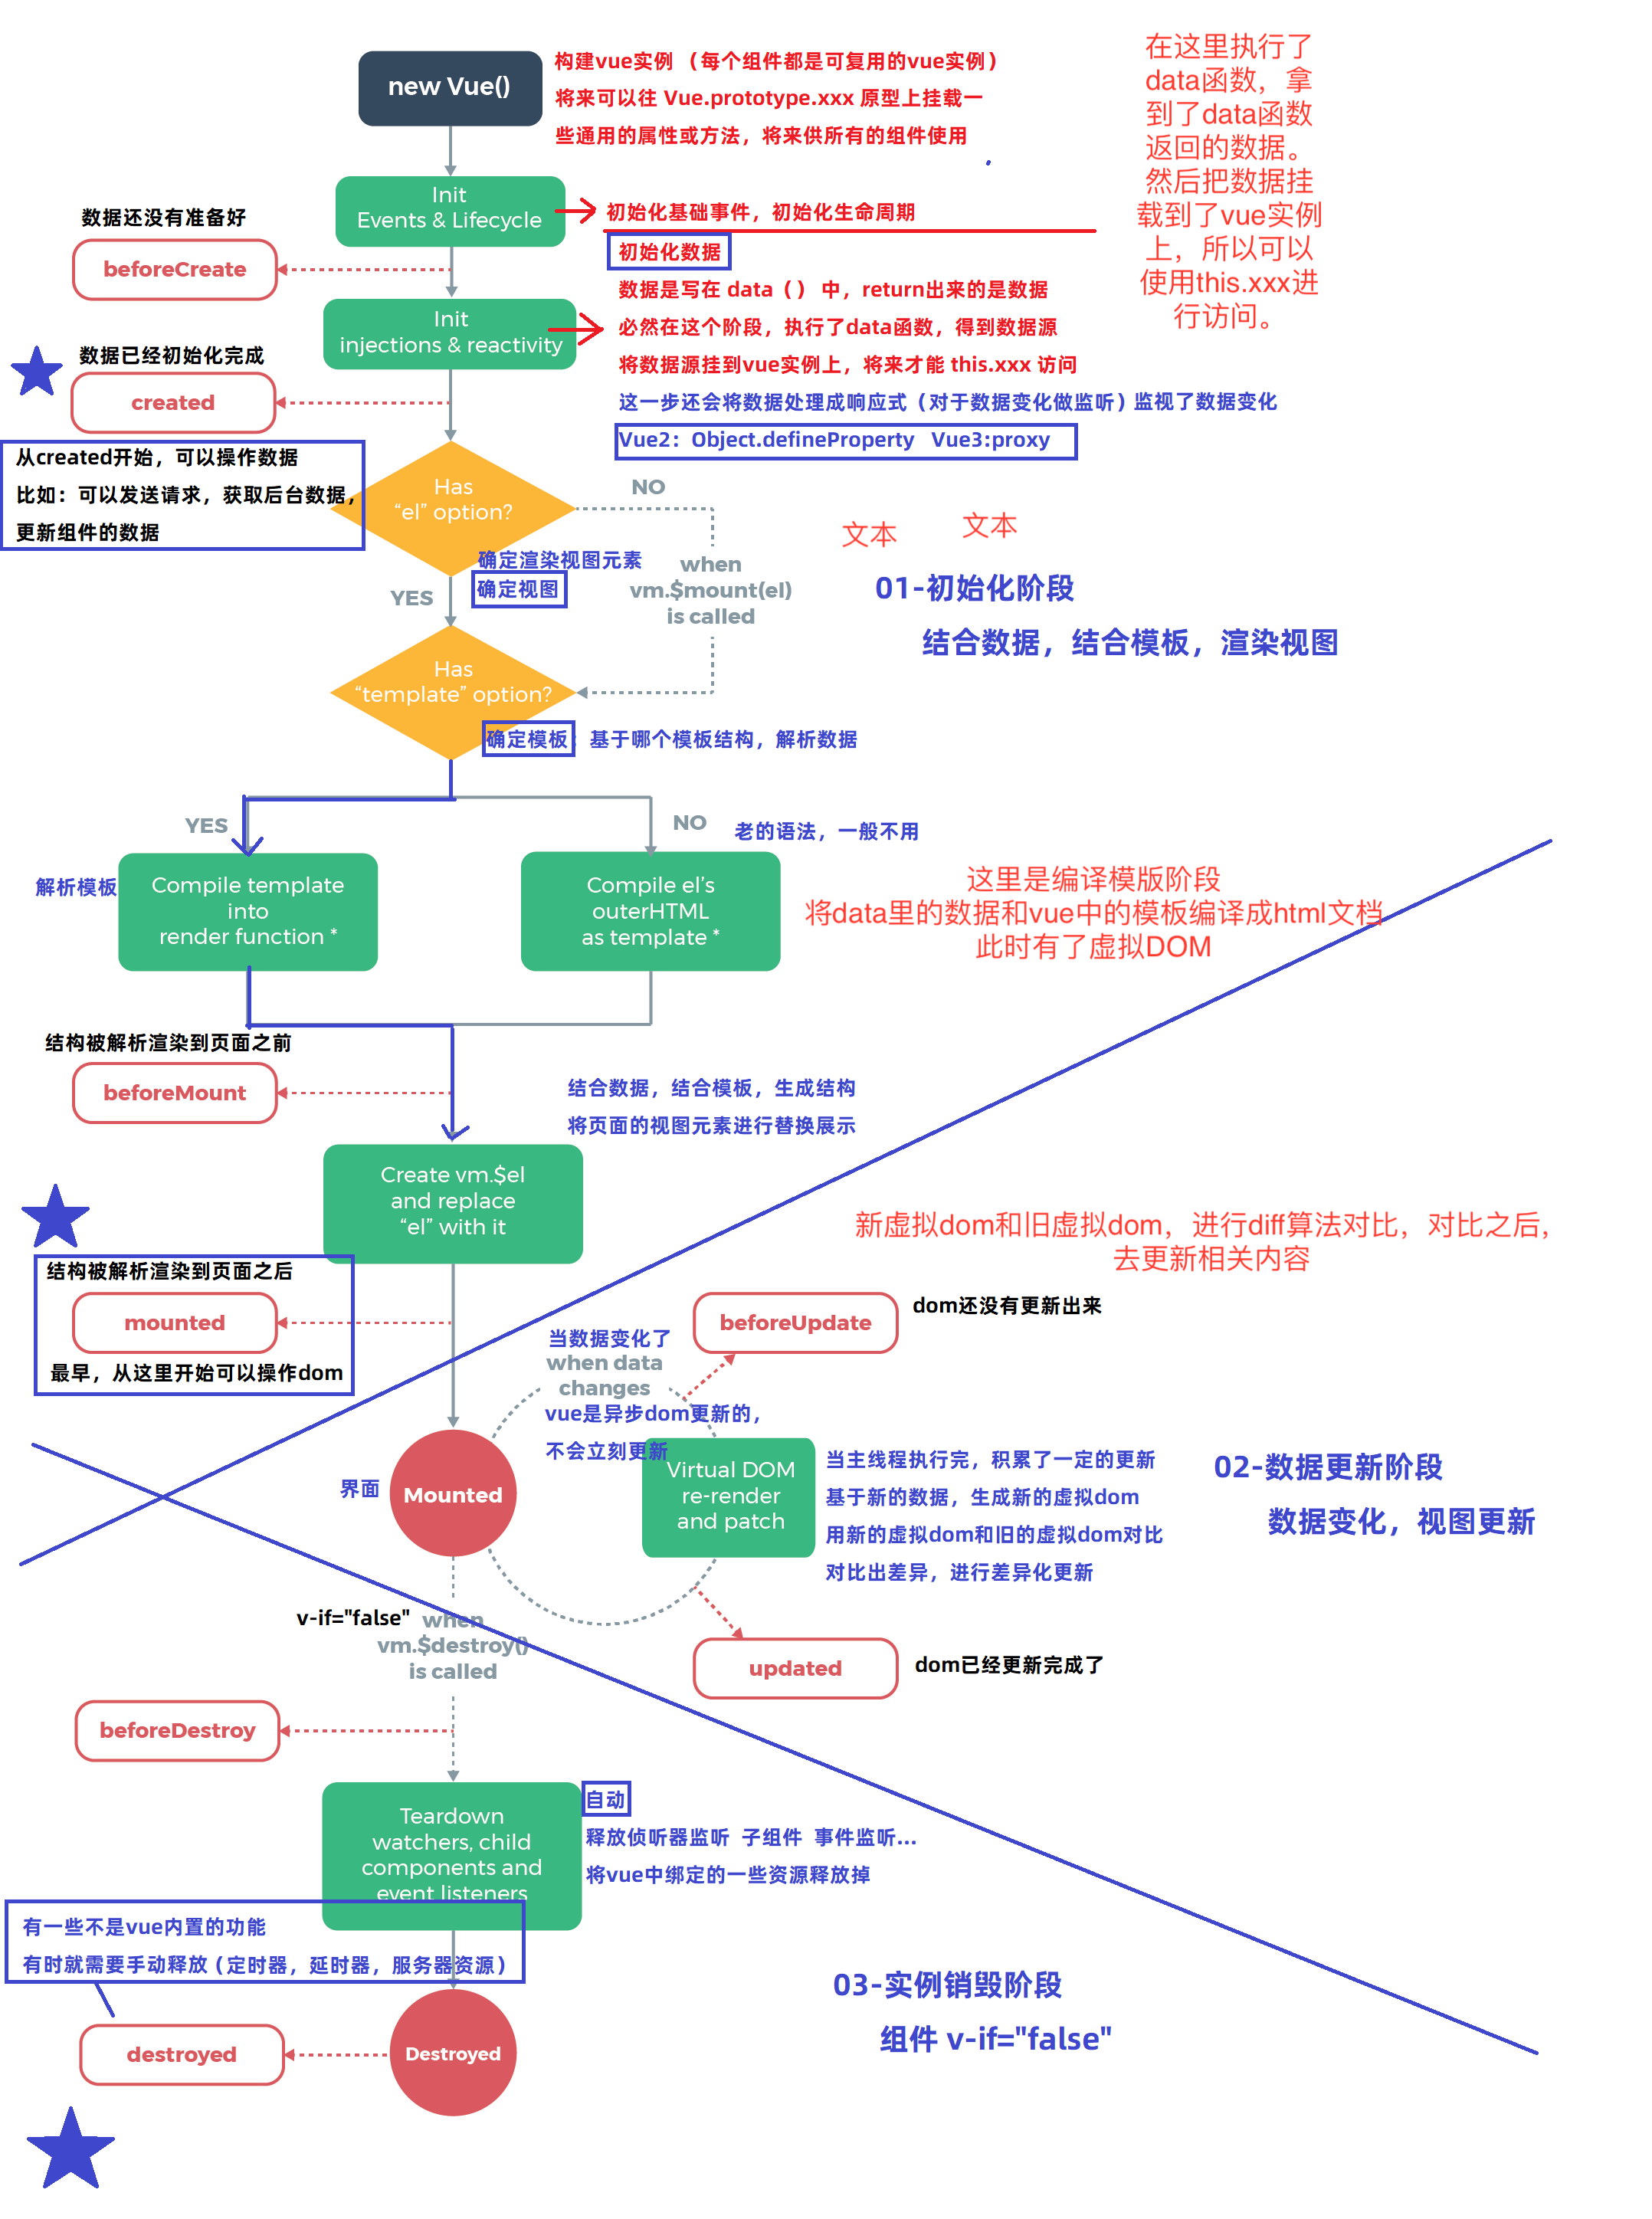 new Vue()
构建vue实例（每个组件都是可复用的vue实例）
将来可以往 Vue.prototype.xxx 原型上挂载一
些通用的属性或方法，将来供所有的组件使用
在这里执行了
data函数，拿
到了data函数
返回的数据。
然后把数据挂
载到了vue实例
上，所以可以
使用this.xxx进
行访问。
Init
Events & Lifecycle
初始化基础事件，初始化生命周期
数据还没有准备好
beforeCreate
初始化数据
数据是写在 data（） 中，return出来的是数据
必然在这个阶段，执行了data函数，得到数据源
将数据源挂到vue实例上，将来才能 this.xxx 访问
这一步还会将数据处理成响应式（对于数据变化做监听）监视了数据变化
Vue2：Object.defineProperty Vue3:proxy
Init
injections & reactivity
数据已经初始化完成
created
从created开始，可以操作数据
比如：可以发送请求，获取后台数据，
更新组件的数据
Has
“el” option?
NO
确定渲染视图元素
确定视图
YES
when
vm.$mount(el)
is called
文本
文本
01-初始化阶段
结合数据，结合模板，渲染视图
Has
“template” option?
确定模板：基于哪个模板结构，解析数据
YES
NO
老的语法，一般不用
解析模板
Compile template
into
render function *
Compile el’s
outerHTML
as template *
这里是编译模版阶段
将data里的数据和vue中的模板编译成html文档
此时有了虚拟DOM
结构被解析渲染到页面之前
beforeMount
结合数据，结合模板，生成结构
将页面的视图元素进行替换展示
Create vm.$el
and replace
“el” with it
新虚拟dom和旧虚拟dom，进行diff算法对比，对比之后，
去更新相关内容
结构被解析渲染到页面之后
mounted
最早，从这里开始可以操作dom
beforeUpdate
dom还没有更新出来
当数据变化了
when data
changes
vue是异步dom更新的，
不会立刻更新
界面
Mounted
Virtual DOM
re-render
and patch
当主线程执行完，积累了一定的更新
基于新的数据，生成新的虚拟dom
用新的虚拟dom和旧的虚拟dom对比
对比出差异，进行差异化更新
02-数据更新阶段
数据变化，视图更新
v-if="false"
when
vm.$destroy()
is called
updated
dom已经更新完成了
beforeDestroy
Teardown
watchers, child
components and
event listeners
自动
释放侦听器监听 子组件 事件监听...
将vue中绑定的一些资源释放掉
有一些不是vue内置的功能
有时就需要手动释放（定时器，延时器，服务器资源）
03-实例销毁阶段
组件 v-if="false"
destroyed
Destroyed